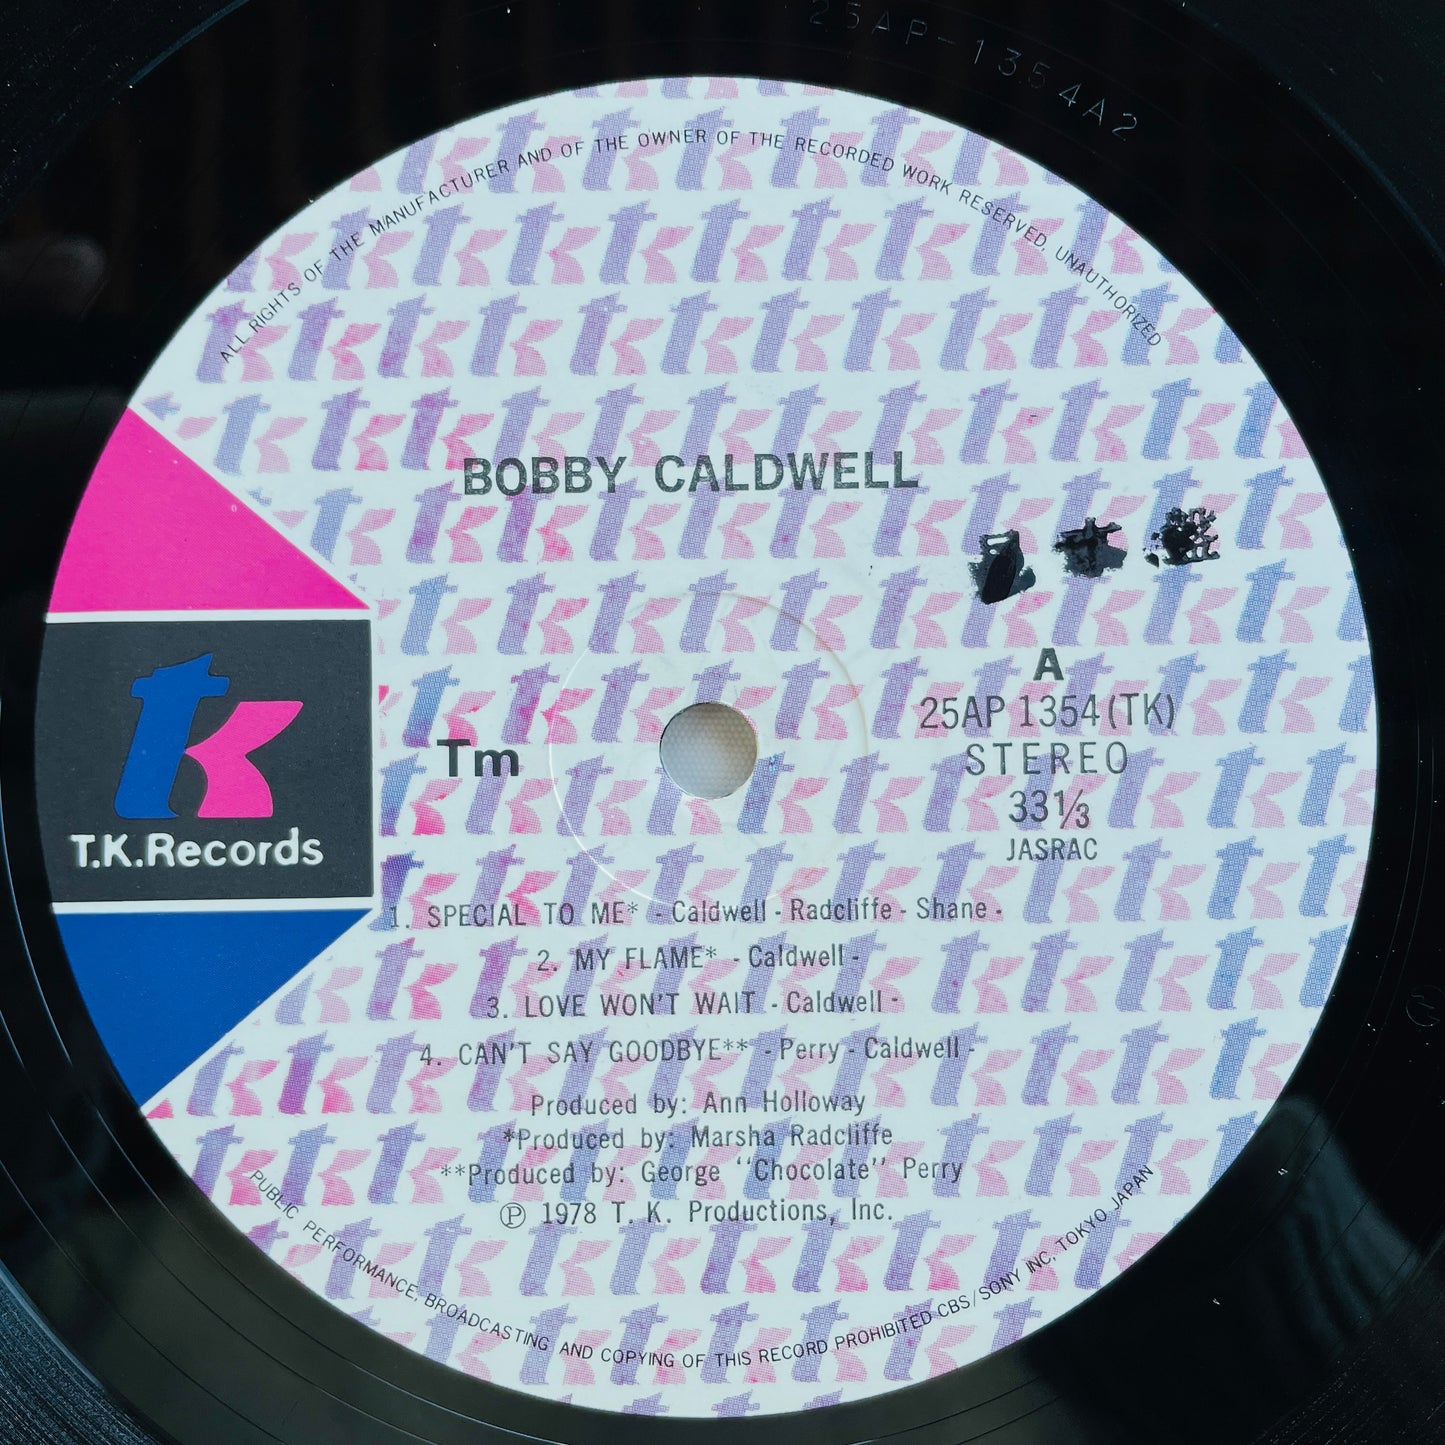 25AP-1354A2
ALL RIGHTS OF THE MANUFACTURER AND OF THE OWNER OF THE RECORDED WORK RESERVED. UNAUTHORIZED
BOBBY CALDWELL
盤
A
25AP 1354(TK)
STEREO
33⅓
JASRAC
Tm
tk
T.K.Records
1. SPECIAL TO ME* - Caldwell - Radcliffe - Shane -
2. MY FLAME* - Caldwell -
3. LOVE WON'T WAIT - Caldwell -
4. CAN'T SAY GOODBYE** - Perry - Caldwell -
Produced by: Ann Holloway
*Produced by: Marsha Radcliffe
**Produced by: George "Chocolate" Perry
Ⓟ 1978 T. K. Productions, Inc.
PUBLIC PERFORMANCE, BROADCASTING AND COPYING OF THIS RECORD PROHIBITED CBS/SONY INC. TOKYO JAPAN